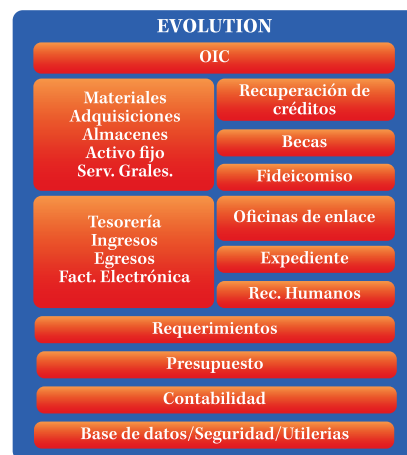 EVOLUTION
OIC
Materiales
Adquisiciones
Almacenes
Activo fijo
Serv. Grales.
Recuperación de
créditos
Becas
Fideicomiso
Tesorería
Ingresos
Egresos
Fact. Electrónica
Oficinas de enlace
Expediente
Rec. Humanos
Requerimientos
Presupuesto
Contabilidad
Base de datos/Seguridad/Utilerias